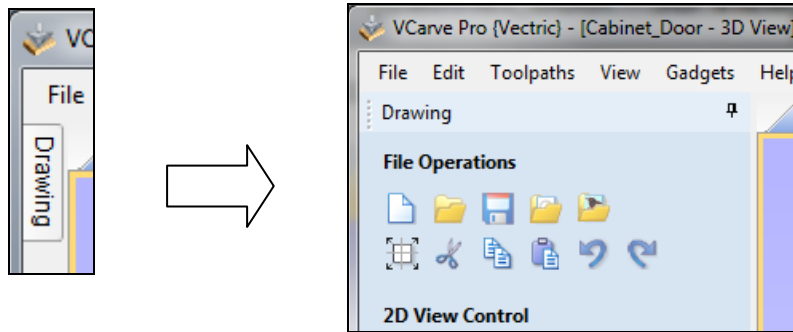 VC
File
Drawing
VCarve Pro {Vectric} - [Cabinet_Door - 3D View]
File Edit Toolpaths View Gadgets Help
Drawing
File Operations
2D View Control